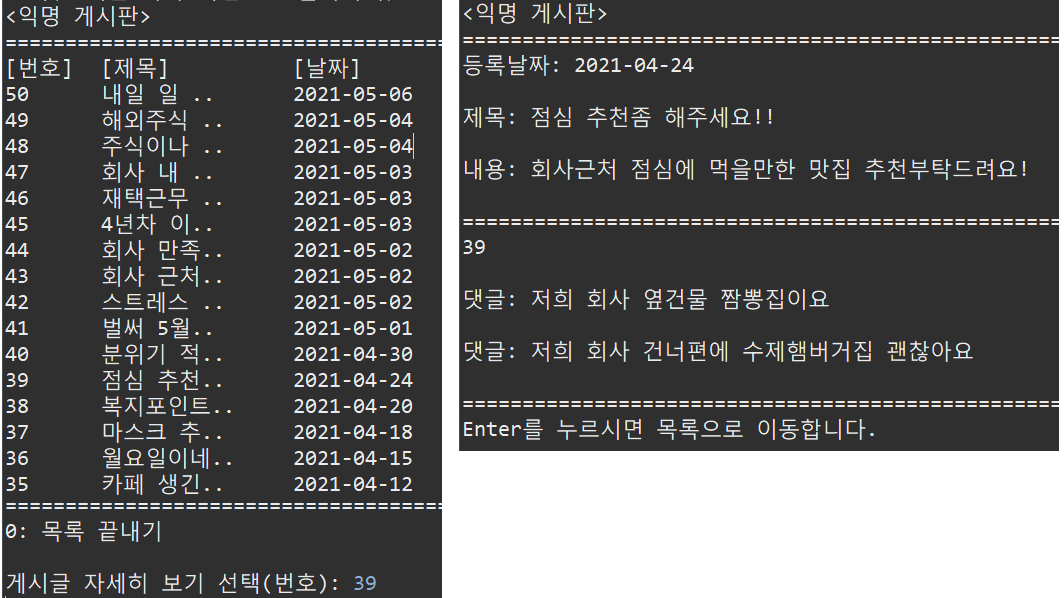 <익명 게시판>
=====================================
[번호] [제목] [날짜]
50 내일 일 .. 2021-05-06
49 해외주식 .. 2021-05-04
48 주식이나 .. 2021-05-04
47 회사 내 .. 2021-05-03
46 재택근무 .. 2021-05-03
45 4년차 이.. 2021-05-03
44 회사 만족.. 2021-05-02
43 회사 근처.. 2021-05-02
42 스트레스 .. 2021-05-02
41 벌써 5월.. 2021-05-01
40 분위기 적.. 2021-04-30
39 점심 추천.. 2021-04-24
38 복지포인트.. 2021-04-20
37 마스크 추.. 2021-04-18
36 월요일이네.. 2021-04-15
35 카페 생긴.. 2021-04-12
=====================================
0: 목록 끝내기
게시글 자세히 보기 선택(번호): 39
<익명 게시판>
==================================================
등록날짜: 2021-04-24
제목: 점심 추천좀 해주세요!!
내용: 회사근처 점심에 먹을만한 맛집 추천부탁드려요!
==================================================
39
댓글: 저희 회사 옆건물 짬뽕집이요
댓글: 저희 회사 건너편에 수제햄버거집 괜찮아요
==================================================
Enter를 누르시면 목록으로 이동합니다.